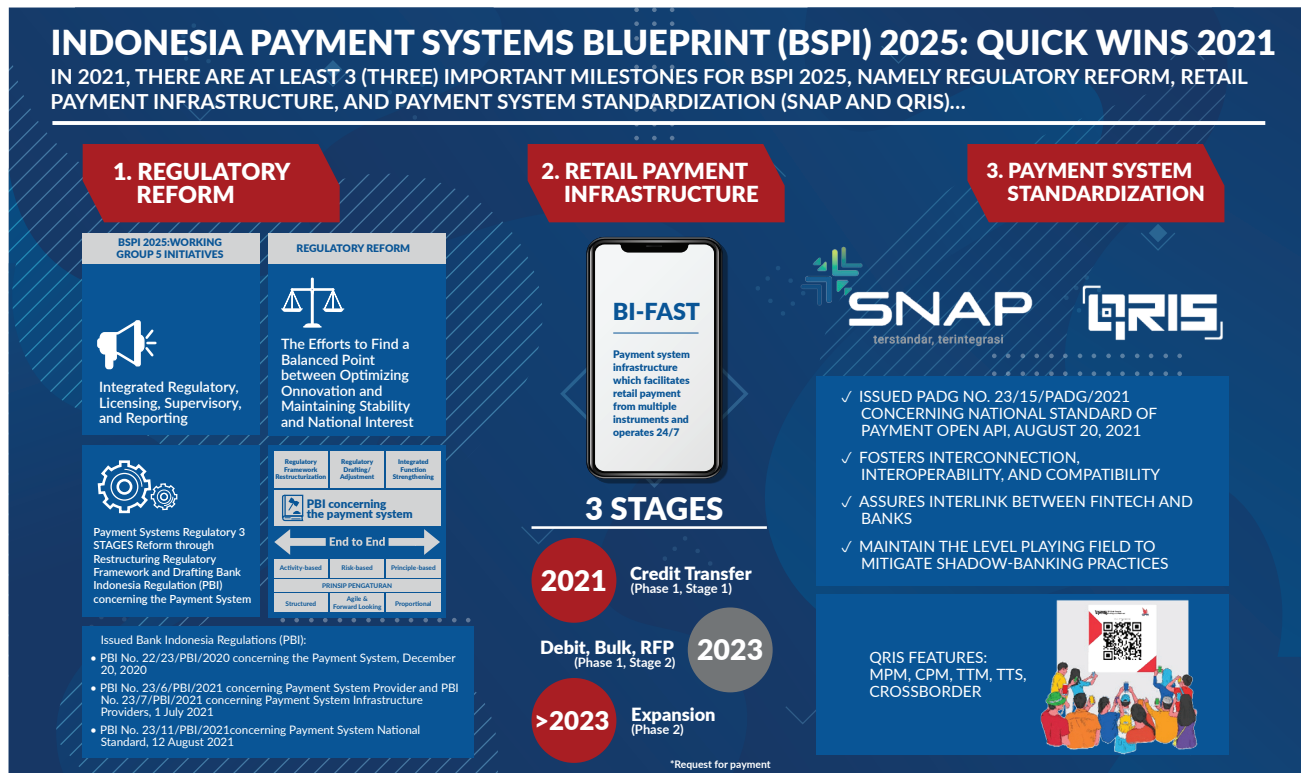 INDONESIA PAYMENT SYSTEMS BLUEPRINT (BSPI) 2025: QUICK WINS 2021
IN 2021, THERE ARE AT LEAST 3 (THREE) IMPORTANT MILESTONES FOR BSPI 2025, NAMELY REGULATORY REFORM, RETAIL
PAYMENT INFRASTRUCTURE, AND PAYMENT SYSTEM STANDARDIZATION (SNAP AND QRIS)...
1. REGULATORY
REFORM
BSPI 2025:WORKING
GROUP 5 INITIATIVES
Integrated Regulatory,
Licensing, Supervisory,
and Reporting
REGULATORY REFORM
The Efforts to Find a
Balanced Point
between Optimizing
Onnovation and
Maintaining Stability
and National Interest
Payment Systems Regulatory 3
STAGES Reform through
Restructuring Regulatory
Framework and Drafting Bank
Indonesia Regulation (PBI)
concerning the Payment System
Regulatory
Framework
Restructurization
Regulatory
Drafting/
Adjustment
Integrated
Function
Strengthening
PBI concerning
the payment system
End to End
Activity-based
Risk-based
Principle-based
PRINSIP PENGATURAN
Structured
Agile &
Forward Looking
Proportional
Issued Bank Indonesia Regulations (PBI):
• PBI No. 22/23/PBI/2020 concerning the Payment System, December
20, 2020
• PBI No. 23/6/PBI/2021 concerning Payment System Provider and PBI
No. 23/7/PBI/2021 concerning Payment System Infrastructure
Providers, 1 July 2021
• PBI No. 23/11/PBI/2021concerning Payment System National
Standard, 12 August 2021
2. RETAIL PAYMENT
INFRASTRUCTURE
BI-FAST
Payment system
infrastructure
which facilitates
retail payment
from multiple
instruments and
operates 24/7
3 STAGES
2021
Credit Transfer
(Phase 1, Stage 1)
Debit, Bulk, RFP
(Phase 1, Stage 2)
2023
>2023
Expansion
(Phase 2)
*Request for payment
3. PAYMENT SYSTEM
STANDARDIZATION
SNAP
terstandar, terintegrasi
QRIS
✓ ISSUED PADG NO. 23/15/PADG/2021
CONCERNING NATIONAL STANDARD OF
PAYMENT OPEN API, AUGUST 20, 2021
✓ FOSTERS INTERCONNECTION,
INTEROPERABILITY, AND COMPATIBILITY
✓ ASSURES INTERLINK BETWEEN FINTECH AND
BANKS
✓ MAINTAIN THE LEVEL PLAYING FIELD TO
MITIGATE SHADOW-BANKING PRACTICES
QRIS FEATURES:
MPM, CPM, TTM, TTS,
CROSSBORDER